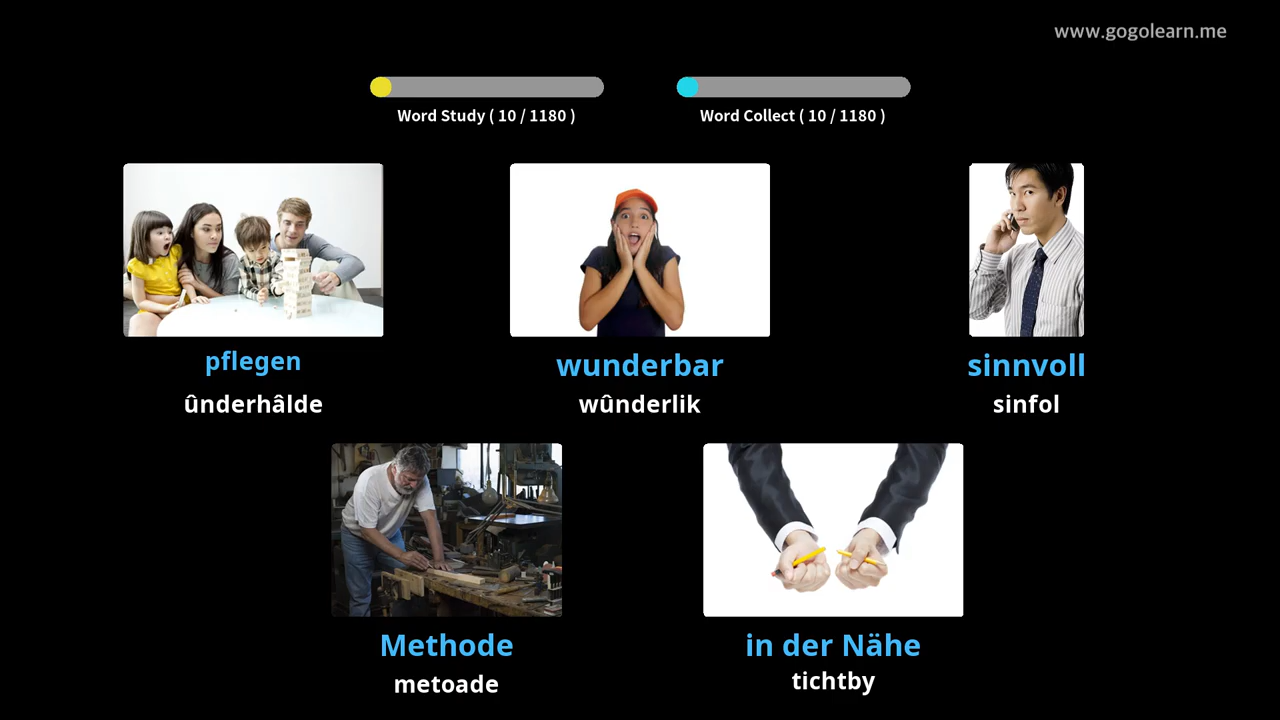 www.gogolearn.me
Word Study ( 10 / 1180 )
Word Collect ( 10 / 1180 )
pflegen
ûnderhâlde
wunderbar
wûnderlik
sinnvoll
sinfol
Methode
metoade
in der Nähe
tichtby